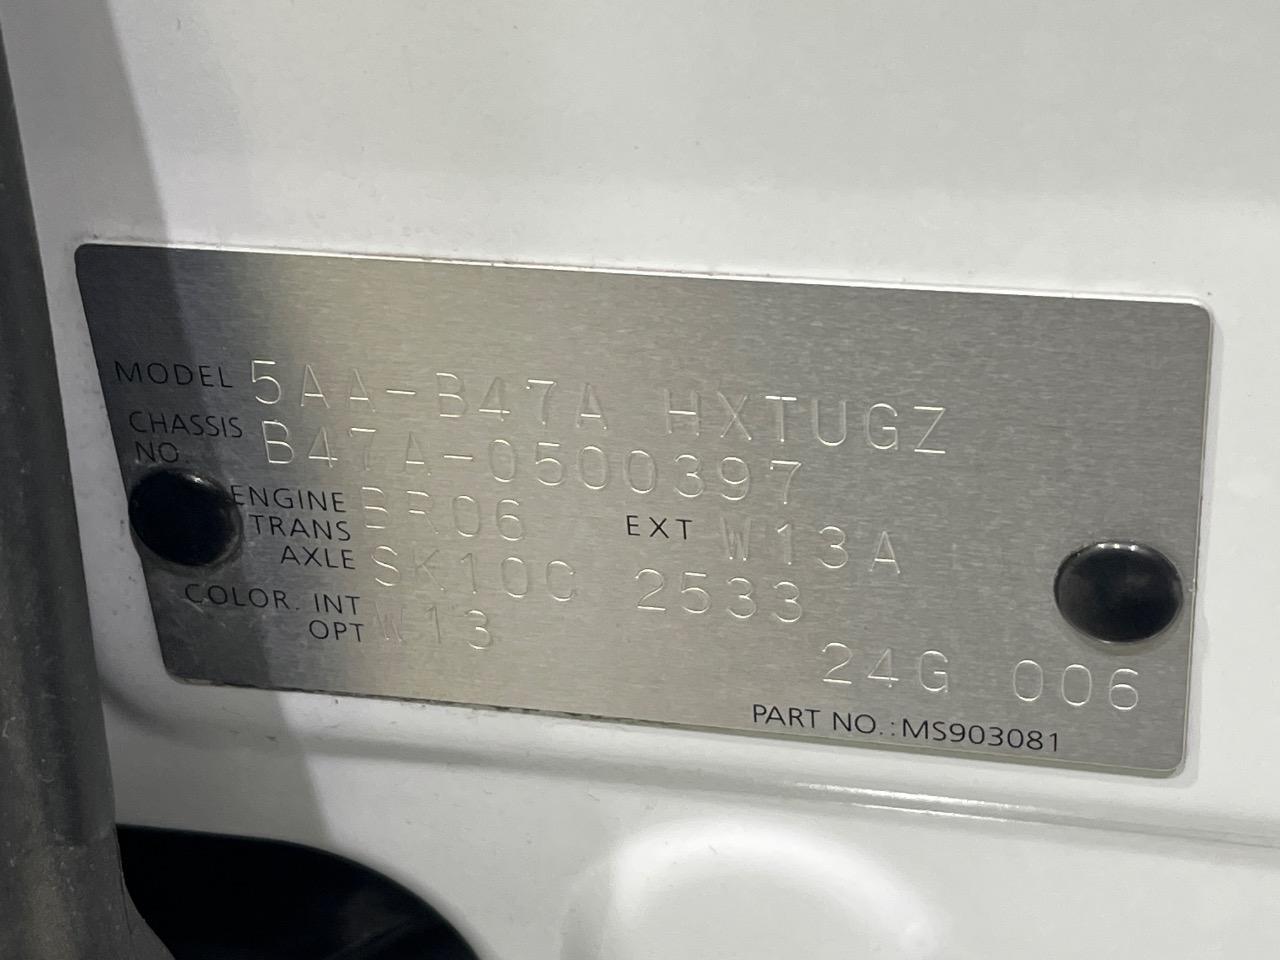 MODEL 5AA-B47A HXTUGZ
CHASSIS NO. B47A-0500397
ENGINE BR06 EXT W13A
TRANS AXLE SK10C 2533
COLOR. INT OPT W13
24G 006
PART NO.:MS903081